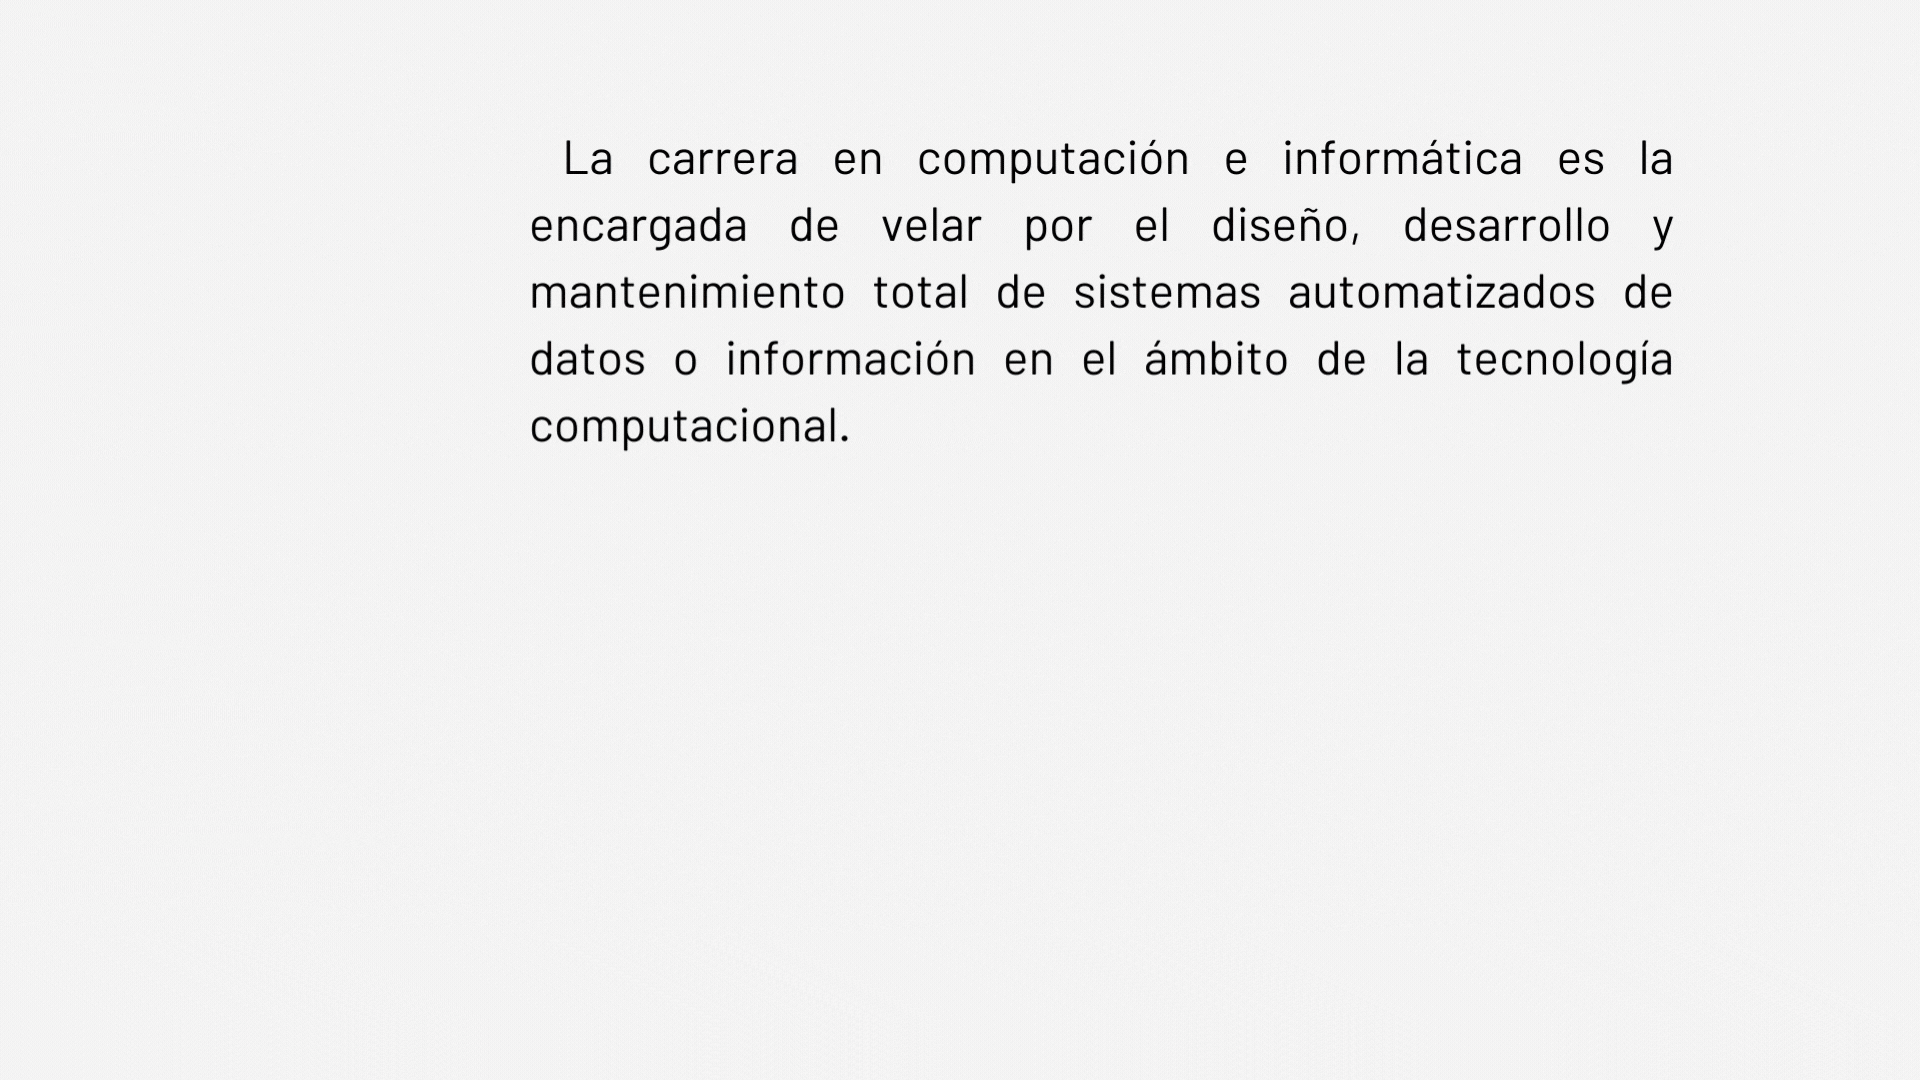 La carrera en computación e informática es la
encargada de velar por el diseño, desarrollo y
mantenimiento total de sistemas automatizados de
datos o información en el ámbito de la tecnología
computacional.